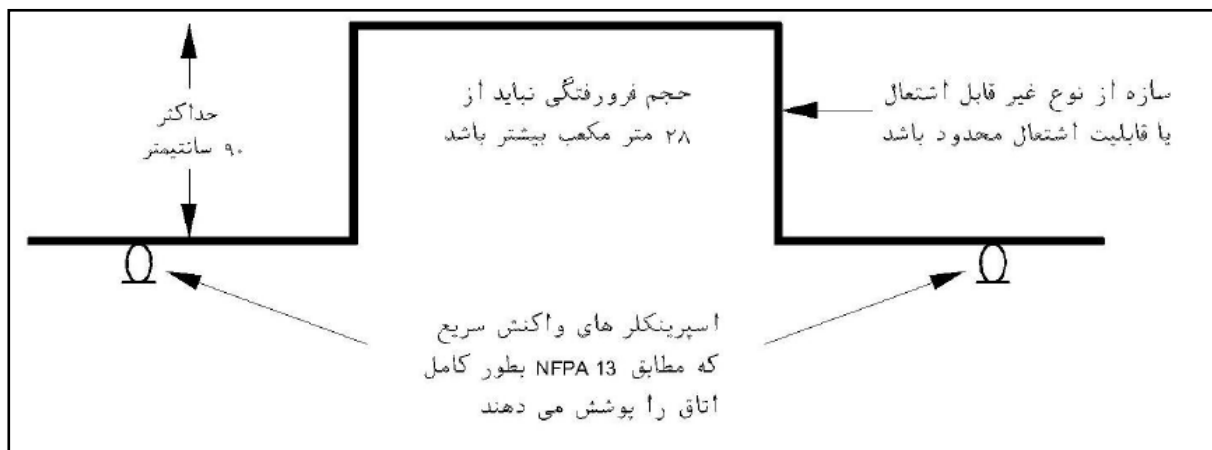 حداکثر
۹۰ سانتیمتر
حجم فرورفتگی نباید از
۲۸ متر مکعب بیشتر باشد
سازه از نوع غیر قابل اشتعال
یا قابلیت اشتعال محدود باشد
اسپرینکلر های واکنش سریع
که مطابق NFPA 13 بطور کامل
اتاق را پوشش می دهند